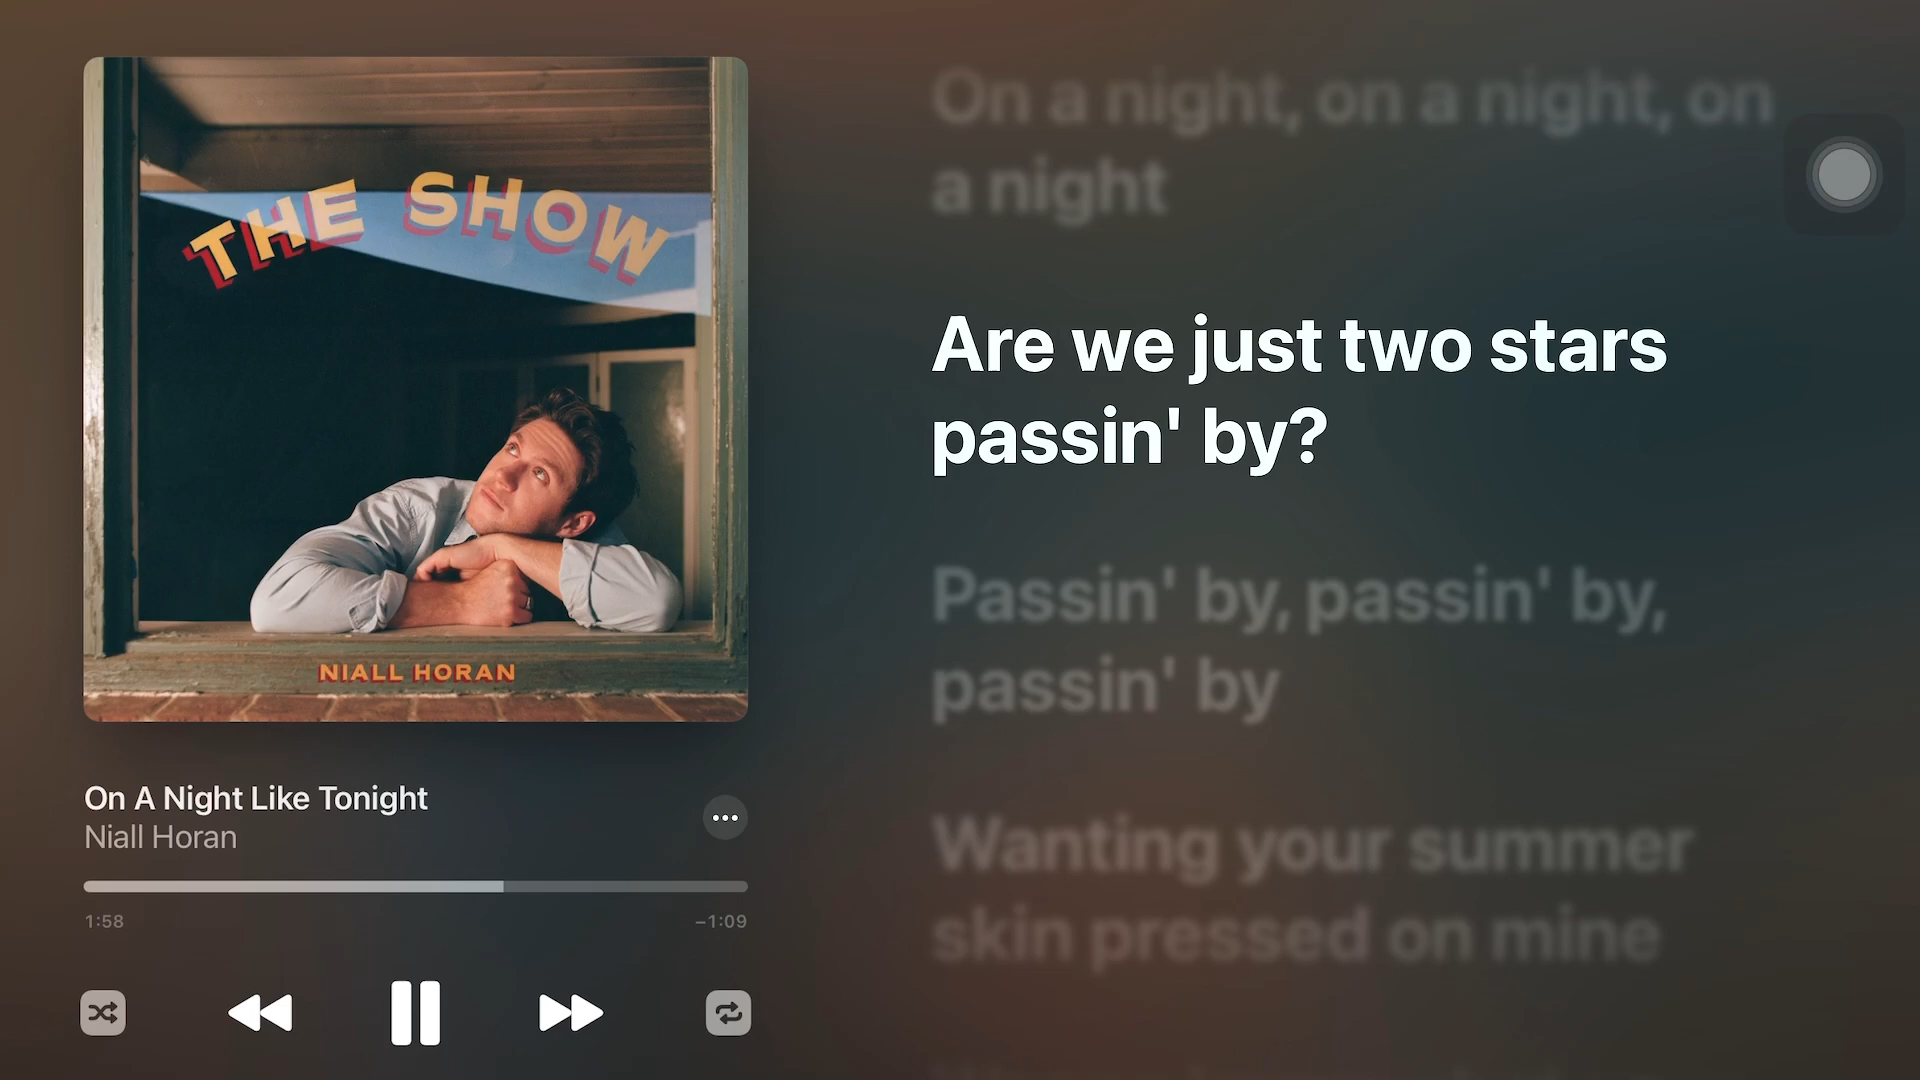 THE SHOW
NIALL HORAN
On A Night Like Tonight
Niall Horan
1:58
−1:09
On a night, on a night, on
a night
Are we just two stars
passin' by?
Passin' by, passin' by,
passin' by
Wanting your summer
skin pressed on mine